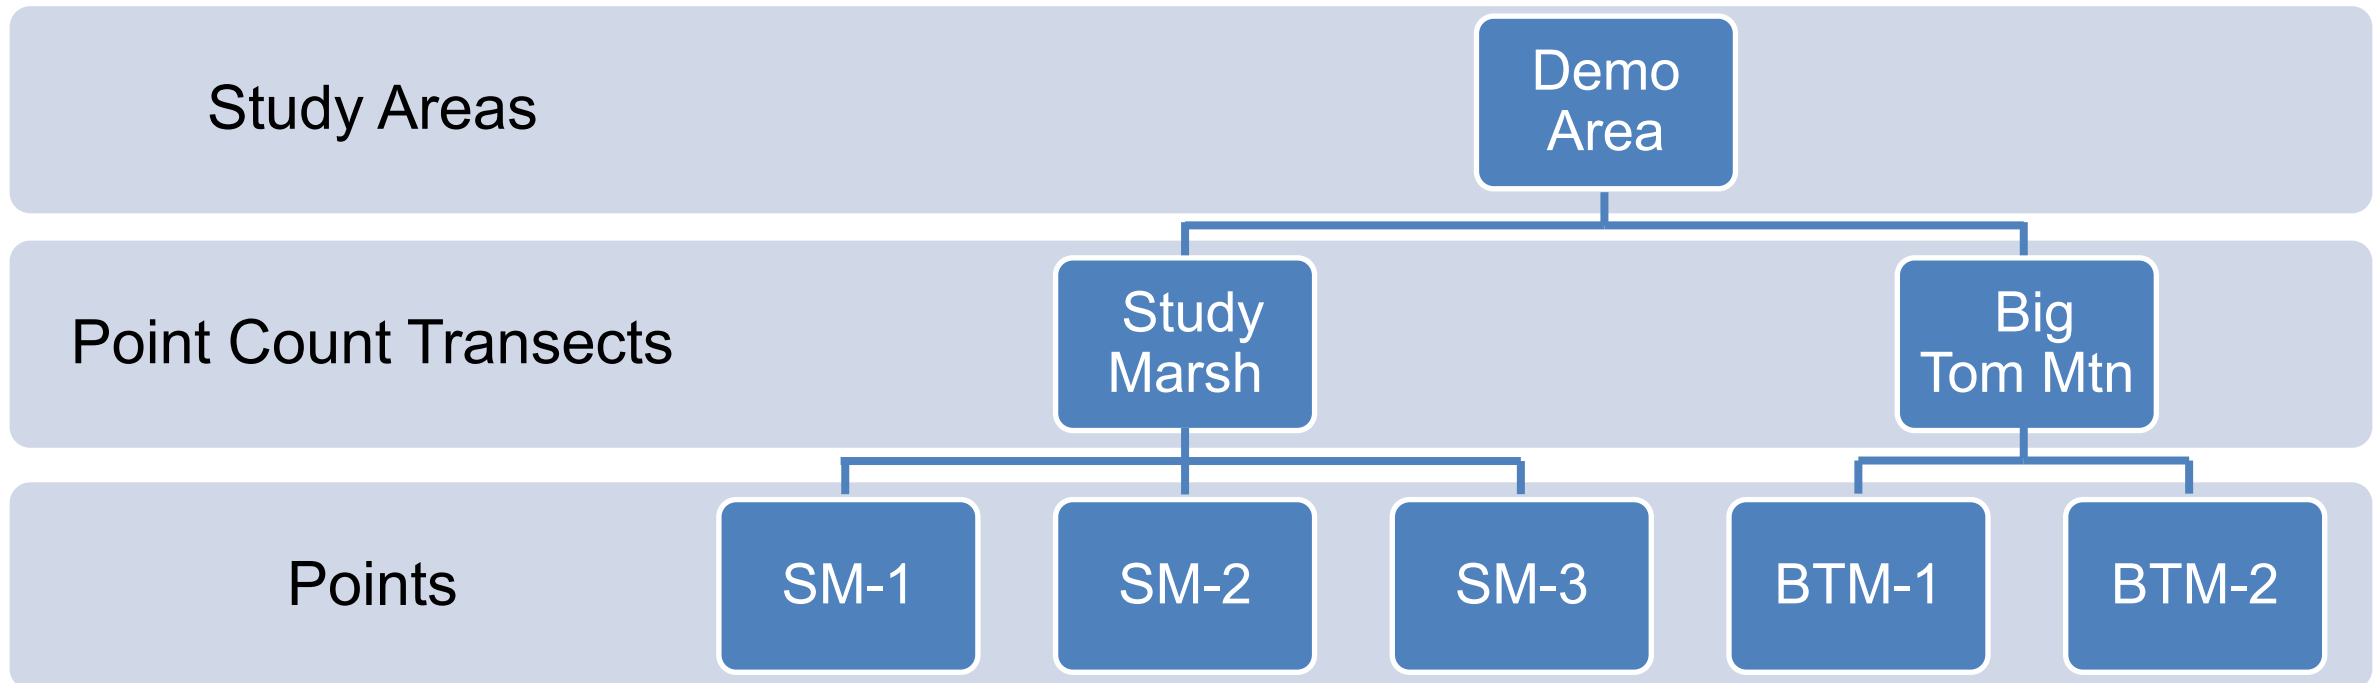 Study Areas
Demo
Area
Point Count Transects
Study
Marsh
Big
Tom Mtn
Points
SM-1
SM-2
SM-3
BTM-1
BTM-2